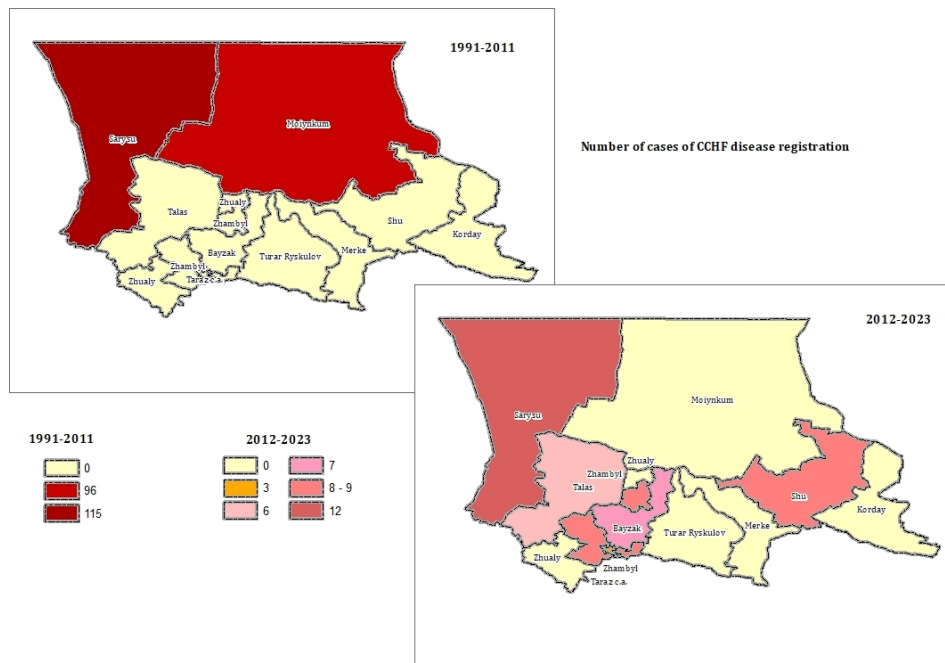 1991-2011
Sarysu
Moiynkum
Talas
Zhualy
Zhambyl
Shu
Korday
Bayzak
Turar Ryskulov
Merke
Zhambyl
Zhualy
Taraz c.a.
Number of cases of CCHF disease registration
2012-2023
Sarysu
Moiynkum
Zhualy
Zhambyl
Talas
Shu
Korday
Bayzak
Turar Ryskulov
Merke
Zhualy
Zhambyl
Taraz c.a.
1991-2011
0
96
115
2012-2023
0
3
6
7
8 - 9
12